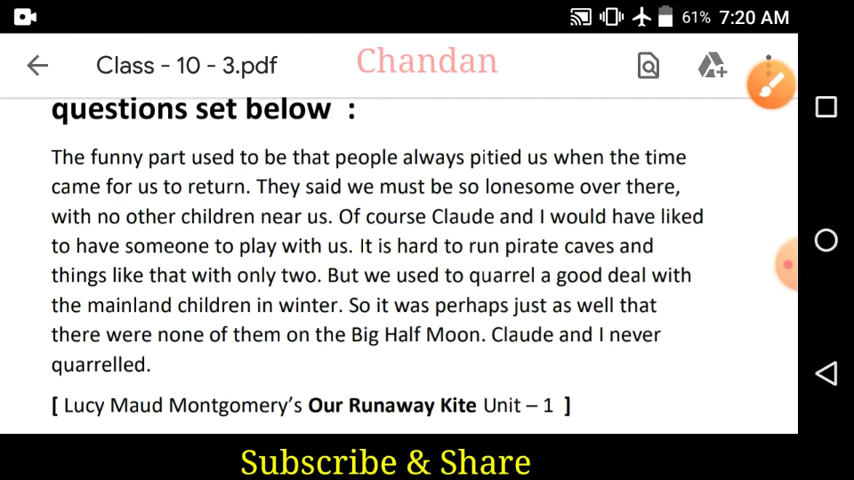 61% 7:20 AM
Class - 10 - 3.pdf
Chandan
questions set below :
The funny part used to be that people always pitied us when the time
came for us to return. They said we must be so lonesome over there,
with no other children near us. Of course Claude and I would have liked
to have someone to play with us. It is hard to run pirate caves and
things like that with only two. But we used to quarrel a good deal with
the mainland children in winter. So it was perhaps just as well that
there were none of them on the Big Half Moon. Claude and I never
quarrelled.
[ Lucy Maud Montgomery's Our Runaway Kite Unit – 1 ]
Subscribe & Share